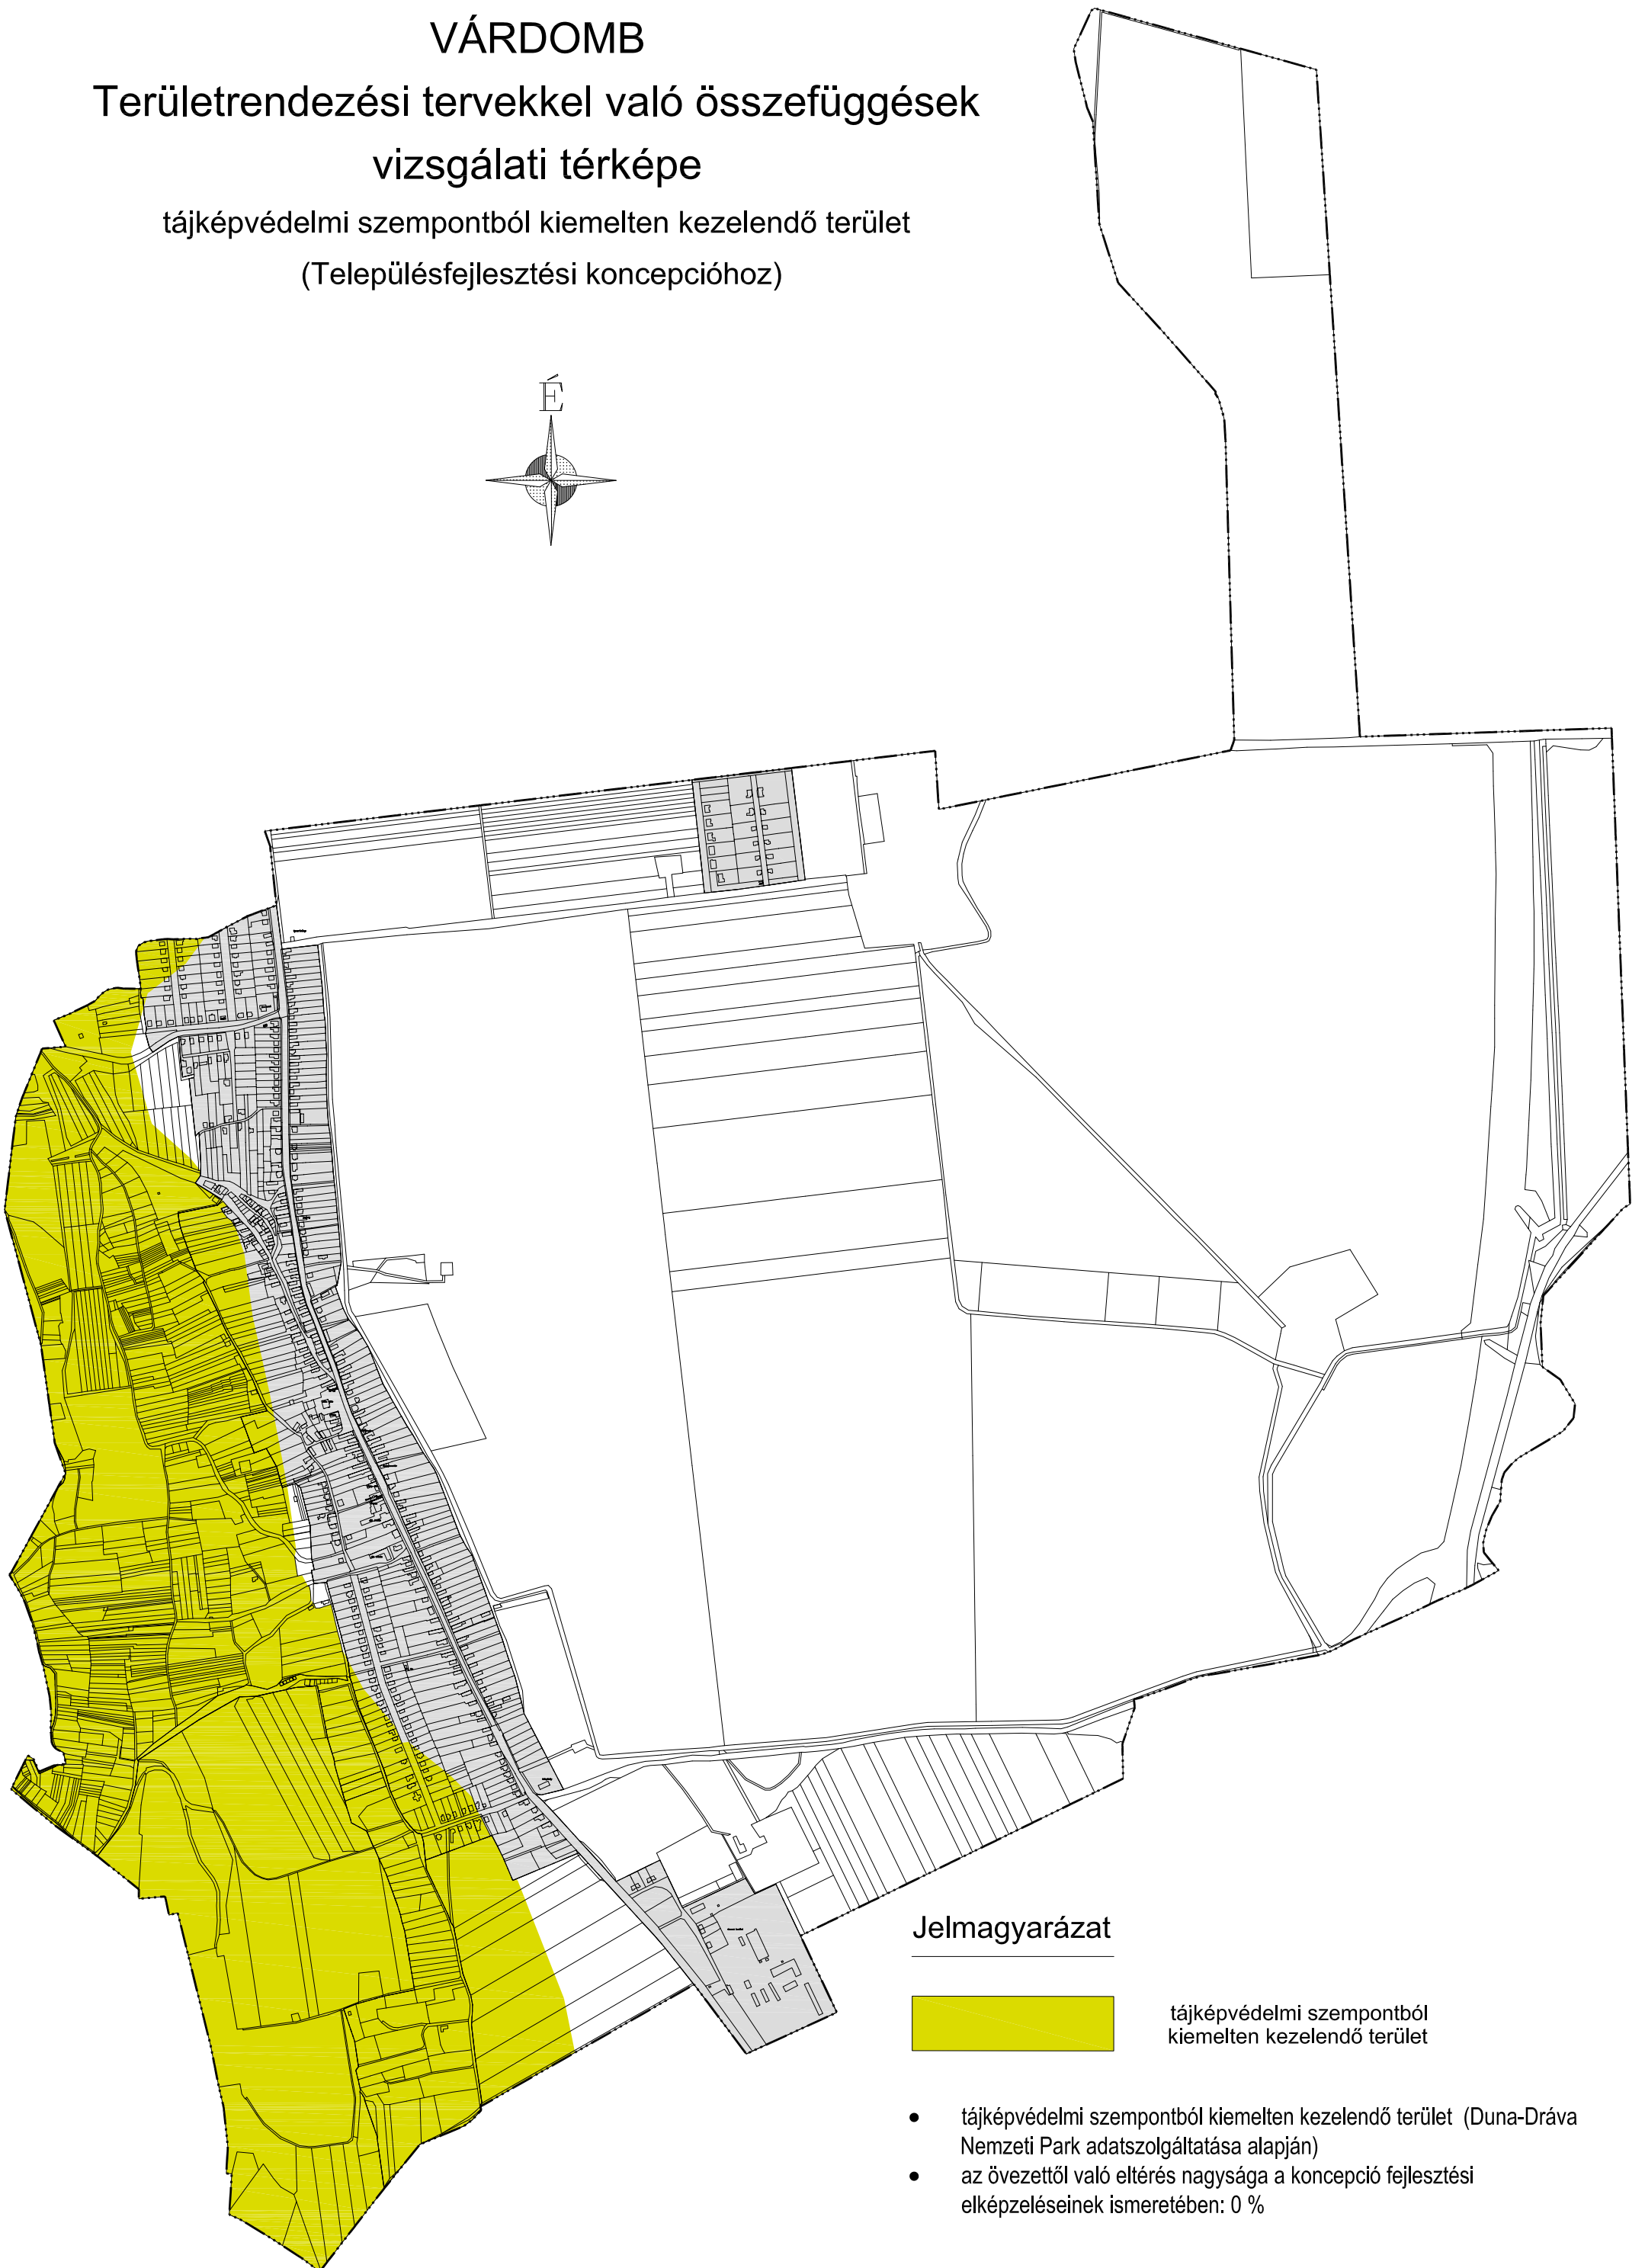 VÁRDOMB
Területrendezési tervekkel való összefüggések
vizsgálati térképe
tájképvédelmi szempontból kiemelten kezelendő terület
(Településfejlesztési koncepcióhoz)
É
Jelmagyarázat
tájképvédelmi szempontból
kiemelten kezelendő terület
• tájképvédelmi szempontból kiemelten kezelendő terület (Duna-Dráva
Nemzeti Park adatszolgáltatása alapján)
• az övezettől való eltérés nagysága a koncepció fejlesztési
elképzeléseinek ismeretében: 0 %